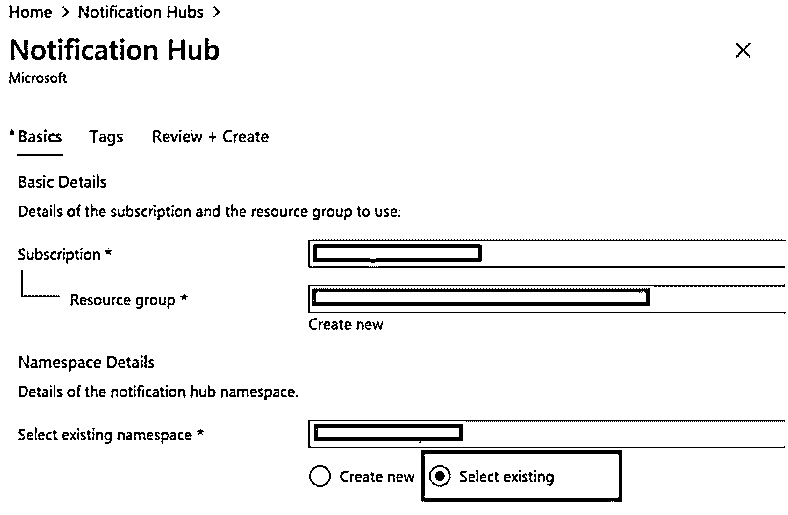 Home > Notification Hubs >
Notification Hub
Microsoft
* Basics Tags Review + Create
Basic Details
Details of the subscription and the resource group to use.
Subscription *
Resource group *
Create new
Namespace Details
Details of the notification hub namespace.
Select existing namespace *
Create new Select existing